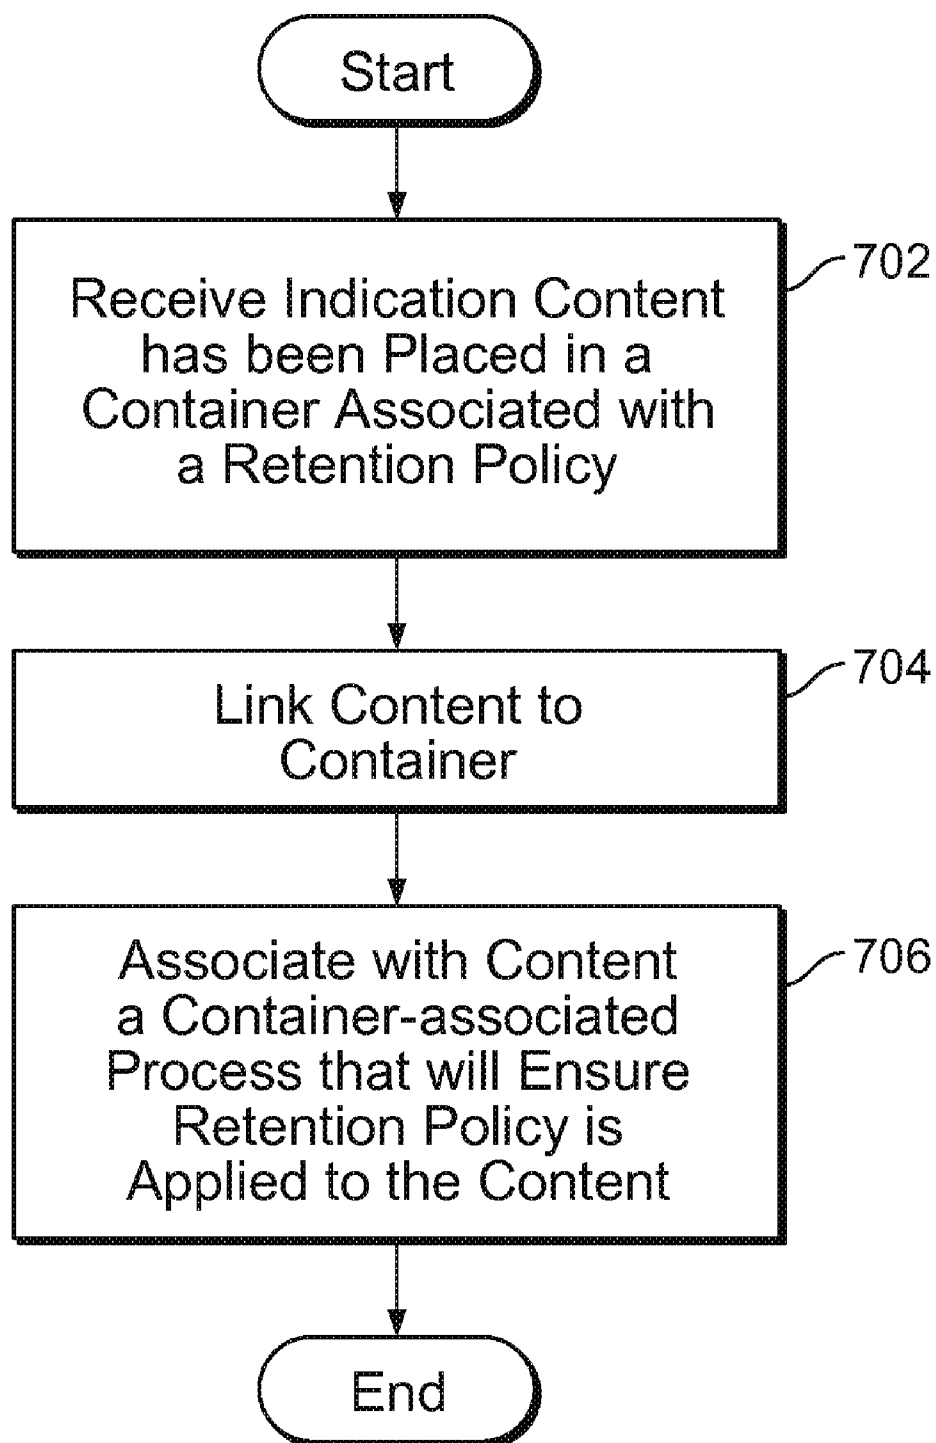 Start
Receive Indication Content
has been Placed in a
Container Associated with
a Retention Policy
702
Link Content to
Container
704
Associate with Content
a Container-associated
Process that will Ensure
Retention Policy is
Applied to the Content
706
End